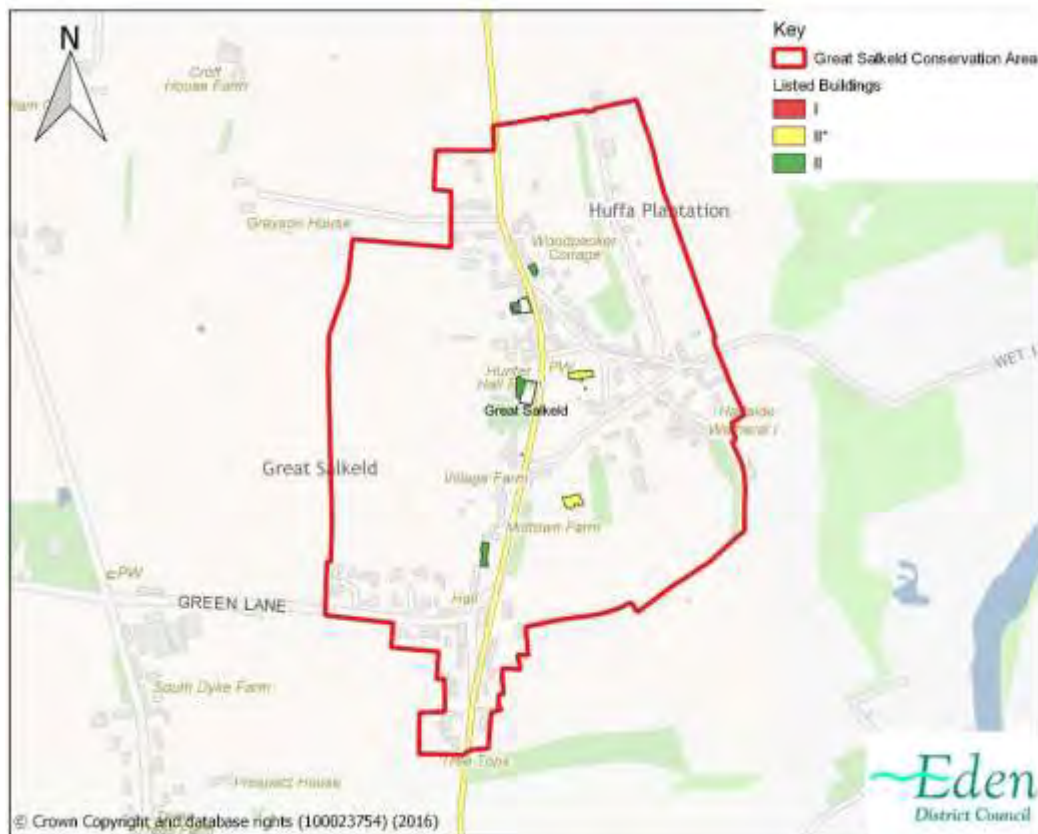 N
Key
Great Salkeld Conservation Area
Listed Buildings
I
II*
II
Croft
House Farm
Grayson House
Huffa Plantation
Woodpecker
Cottage
Hunter
Hall
PW
Great Salkeld
WET
Great Salkeld
Village Farm
Midtown Farm
PW
GREEN LANE
Hall
South Dyke Farm
Tree Tops
Prospect House
Eden
District Council
© Crown Copyright and database rights (100023754) (2016)